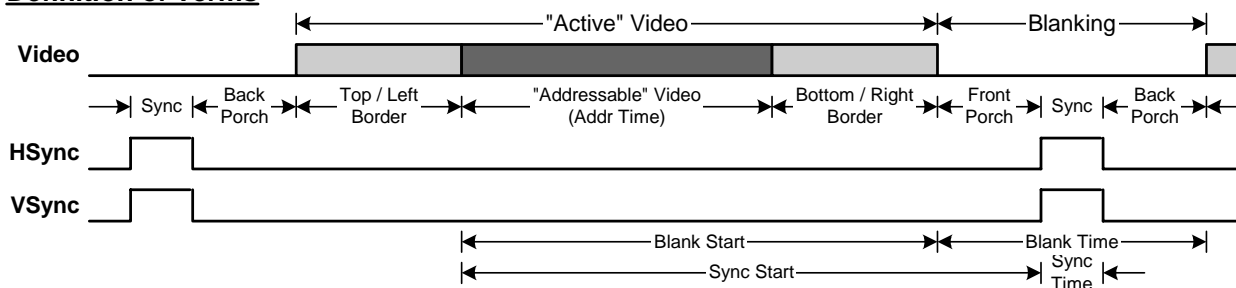 Definition of Terms
"Active" Video
Blanking
Video
Sync
Back Porch
Top / Left Border
"Addressable" Video (Addr Time)
Bottom / Right Border
Front Porch
Sync
Back Porch
HSync
VSync
Blank Start
Blank Time
Sync Start
Sync Time